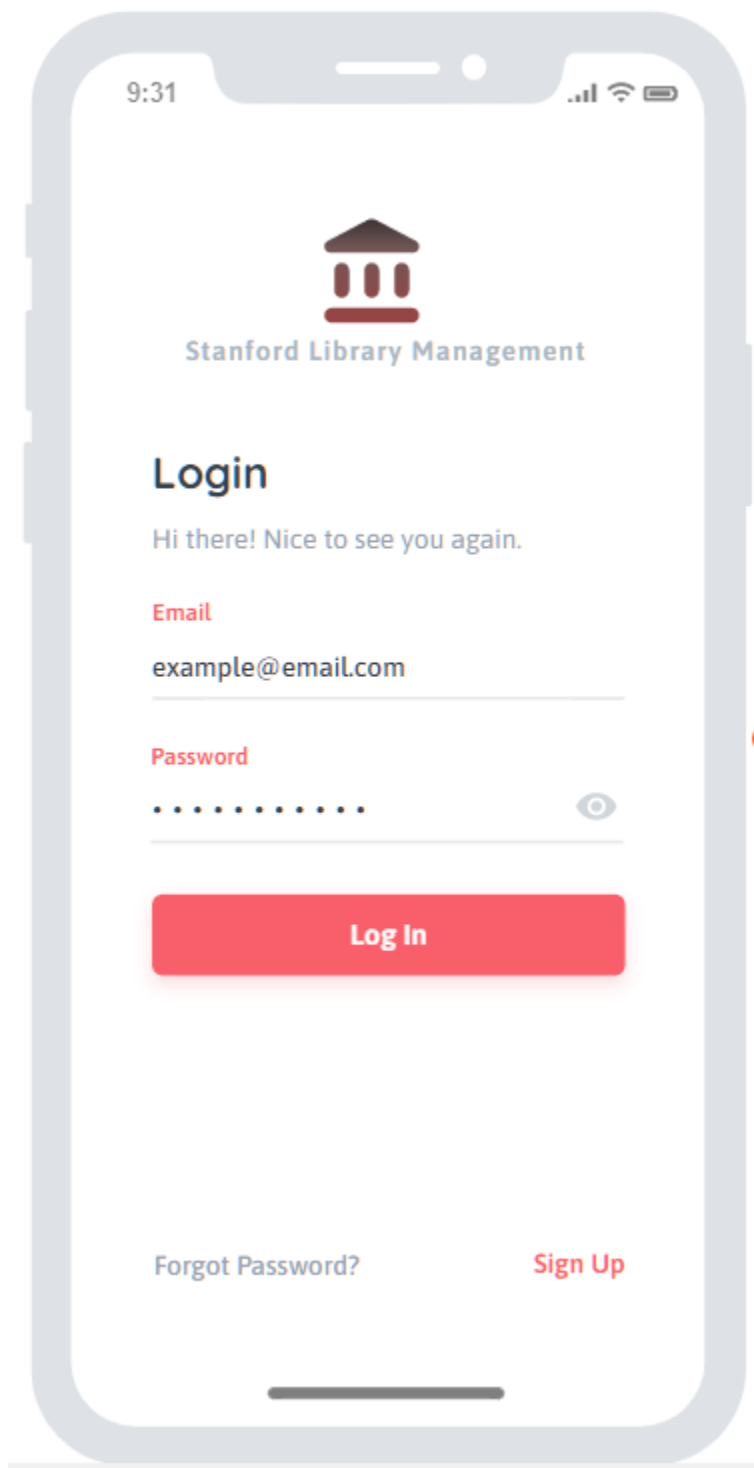 9:31
Stanford Library Management
Login
Hi there! Nice to see you again.
Email
example@email.com
Password
• • • • • • • • • • •
Log In
Forgot Password?
Sign Up